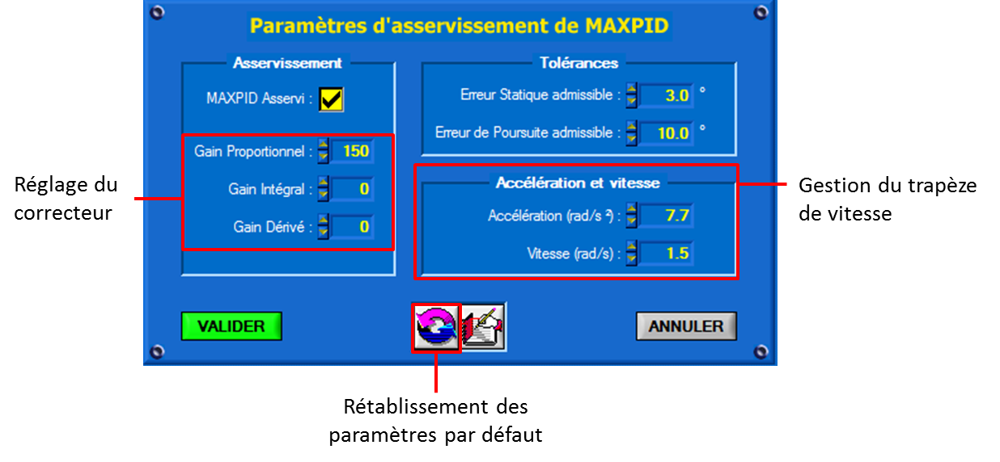 Paramètres d'asservissement de MAXPID
Asservissement
MAXPID Asservi :
Gain Proportionnel : 150
Gain Intégral : 0
Gain Dérivé : 0
Tolérances
Erreur Statique admissible : 3.0 °
Erreur de Poursuite admissible : 10.0 °
Accélération et vitesse
Accélération (rad/s ²) : 7.7
Vitesse (rad/s) : 1.5
Réglage du
correcteur
Gestion du trapèze
de vitesse
VALIDER
ANNULER
Rétablissement des
paramètres par défaut